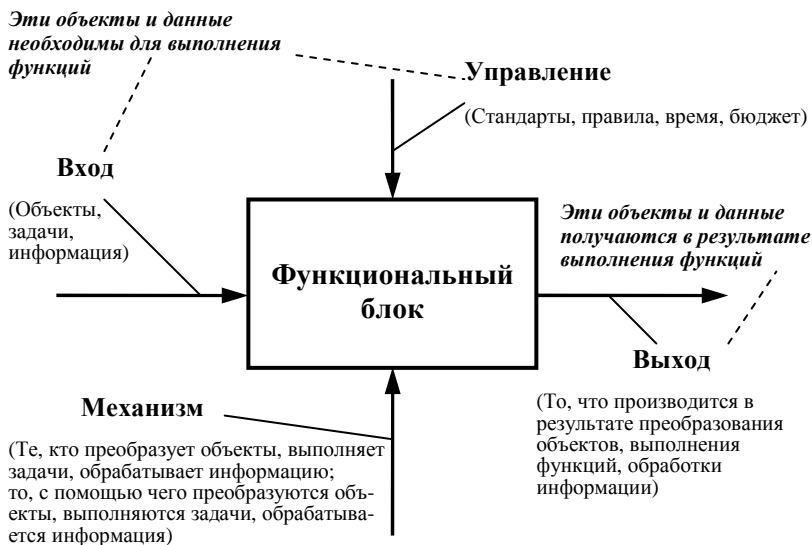 Эти объекты и данные
необходимы для выполнения
функций
Управление
(Стандарты, правила, время, бюджет)
Вход
(Объекты,
задачи,
информация)
Эти объекты и данные
получаются в результате
выполнения функций
Функциональный
блок
Выход
(То, что производится в
результате преобразования
объектов, выполнения
функций, обработки
информации)
Механизм
(Те, кто преобразует объекты, выполняет
задачи, обрабатывает информацию;
то, с помощью чего преобразуются объ-
екты, выполняются задачи, обрабатыва-
ется информация)